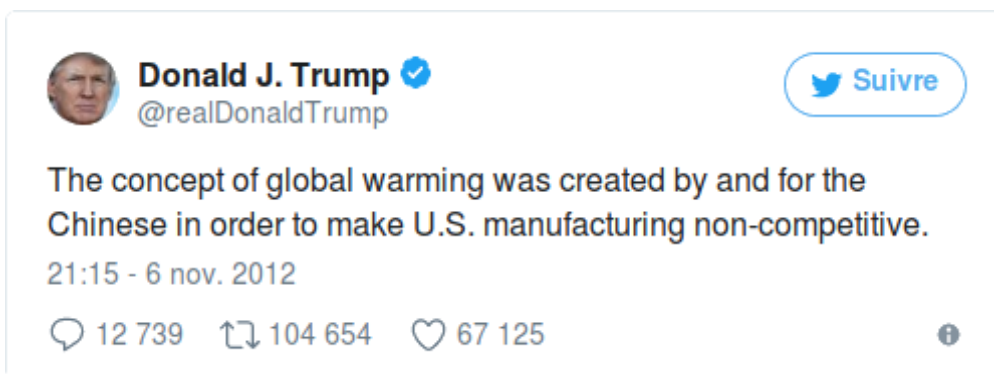 Donald J. Trump
Suivre
@realDonaldTrump
The concept of global warming was created by and for the
Chinese in order to make U.S. manufacturing non-competitive.
21:15 - 6 nov. 2012
12 739 104 654 67 125